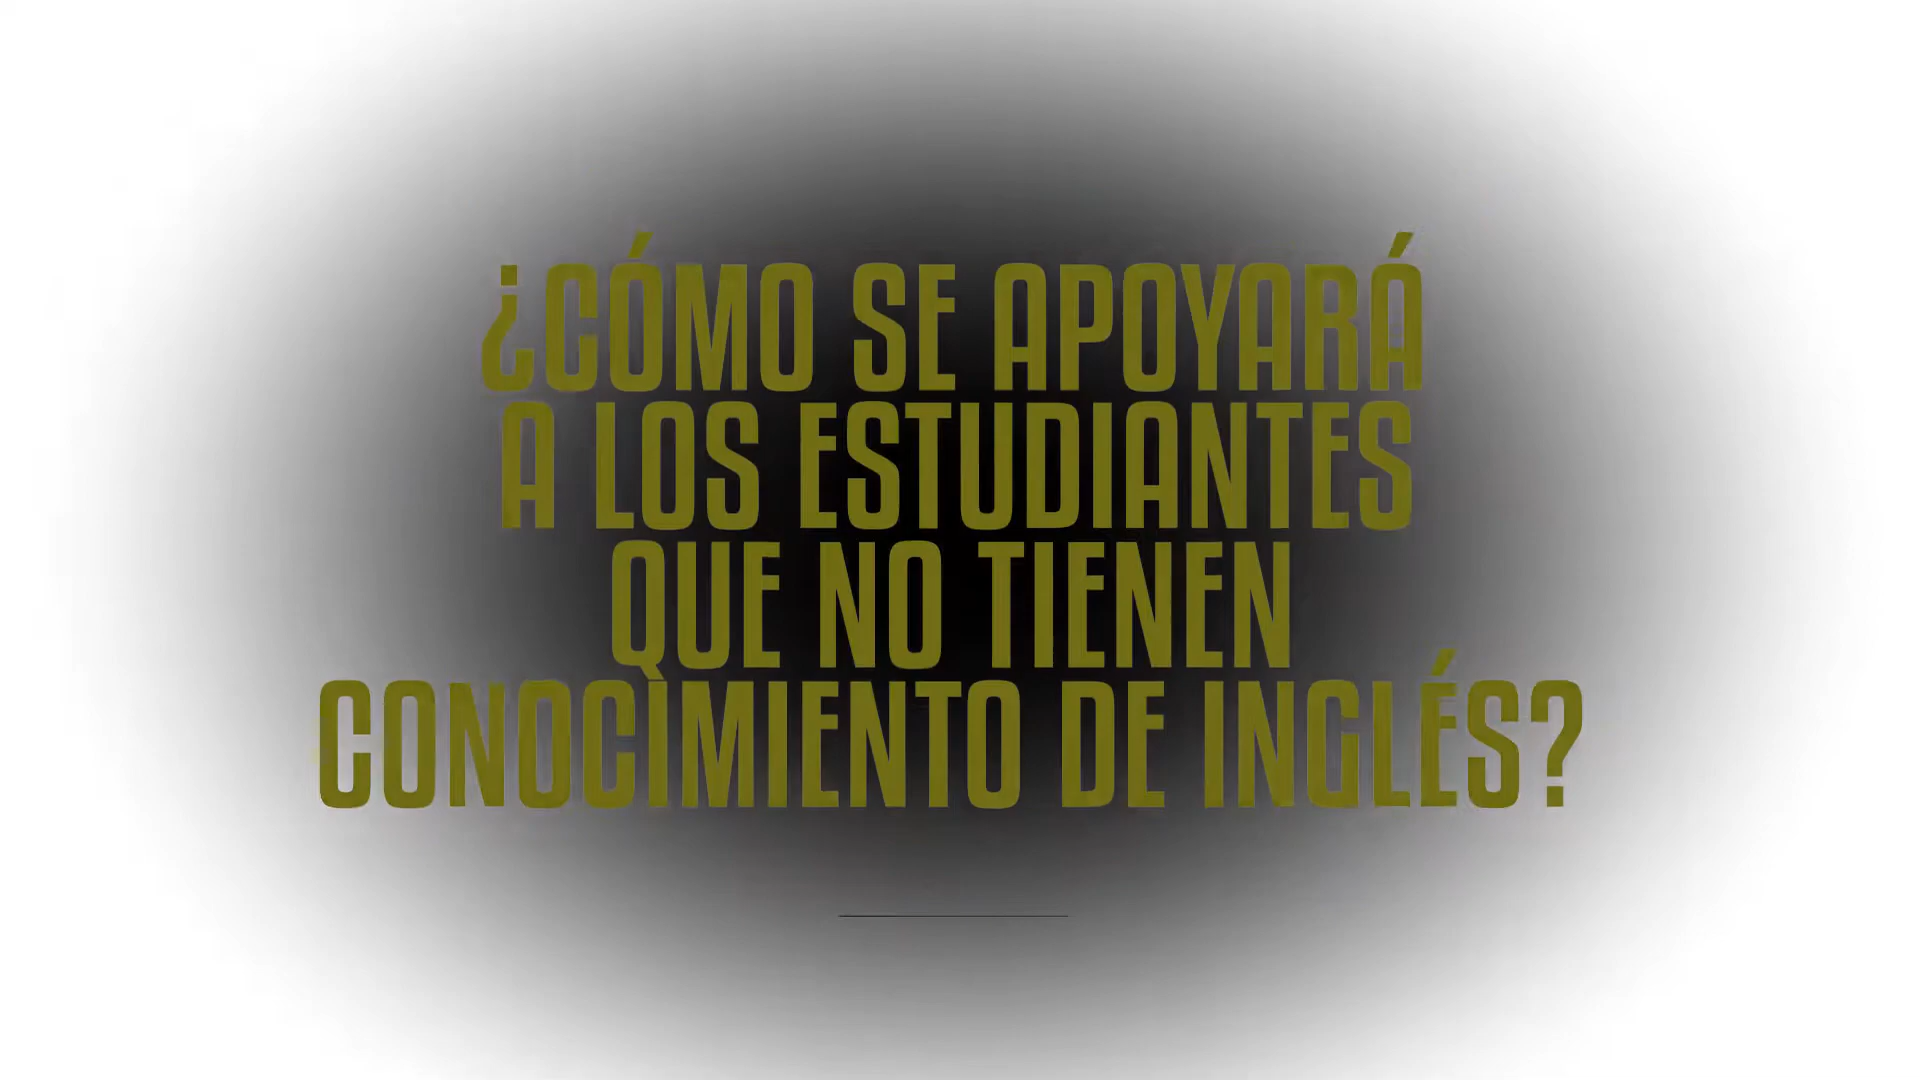 ¿CÓMO SE APOYARÁ
A LOS ESTUDIANTES
QUE NO TIENEN
CONOCIMIENTO DE INGLÉS?